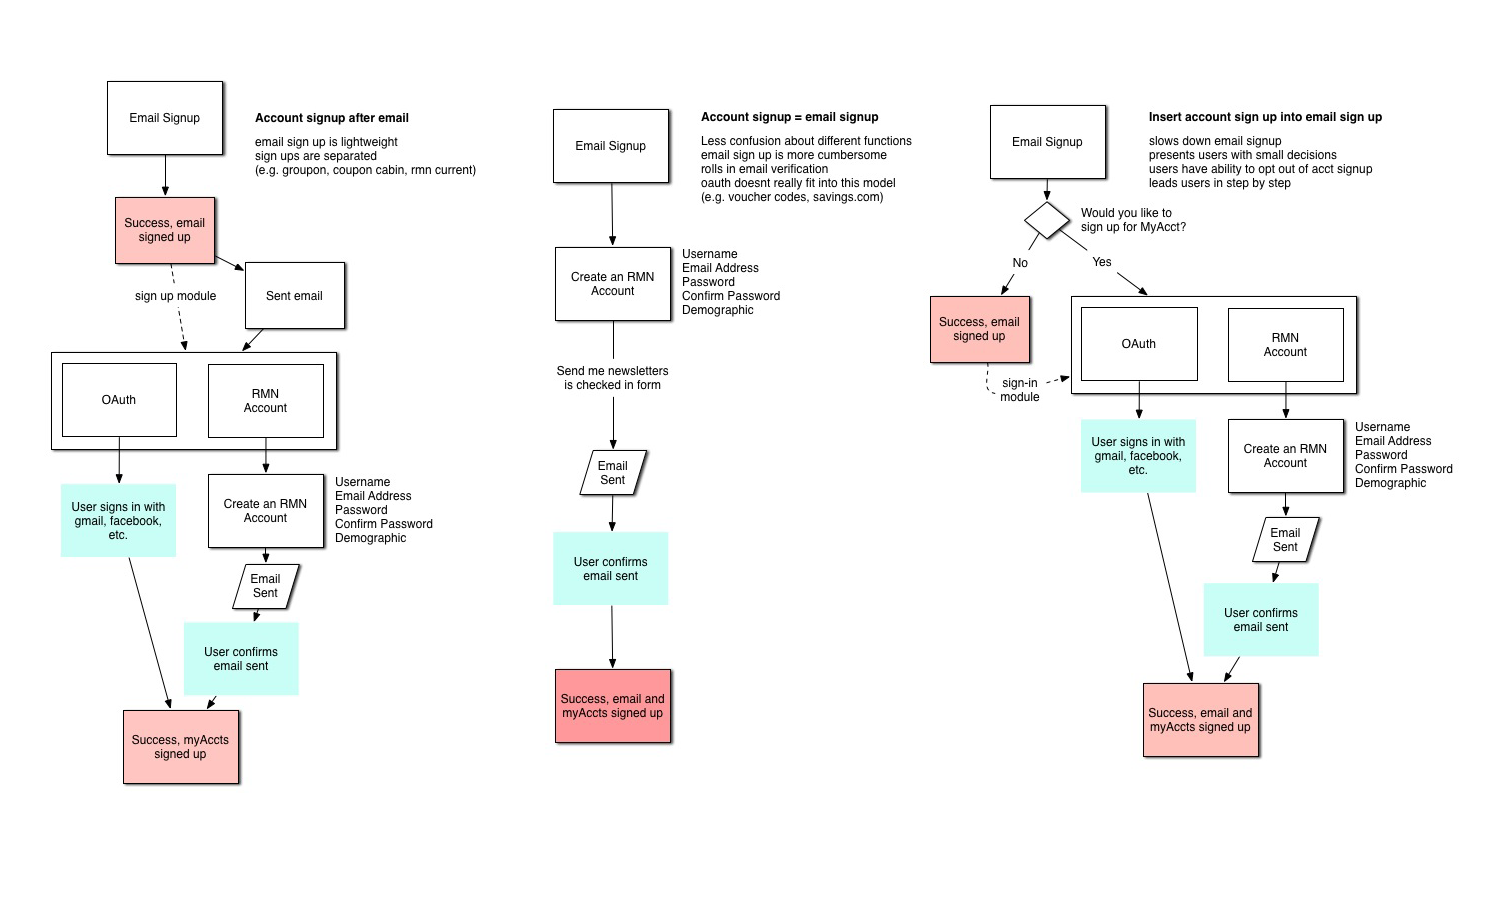 Email Signup
Account signup after email
email sign up is lightweight
sign ups are separated
(e.g. groupon, coupon cabin, rmn current)
Success, email
signed up
sign up module
Sent email
OAuth
RMN
Account
User signs in with
gmail, facebook,
etc.
Create an RMN
Account
Username
Email Address
Password
Confirm Password
Demographic
Email
Sent
User confirms
email sent
Success, myAccts
signed up
Email Signup
Account signup = email signup
Less confusion about different functions
email sign up is more cumbersome
rolls in email verification
oauth doesnt really fit into this model
(e.g. voucher codes, savings.com)
Create an RMN
Account
Username
Email Address
Password
Confirm Password
Demographic
Send me newsletters
is checked in form
Email
Sent
User confirms
email sent
Success, email and
myAccts signed up
Email Signup
Insert account sign up into email sign up
slows down email signup
presents users with small decisions
users have ability to opt out of acct signup
leads users in step by step
Would you like to
sign up for MyAcct?
No
Yes
Success, email
signed up
sign-in
module
OAuth
RMN
Account
User signs in with
gmail, facebook,
etc.
Create an RMN
Account
Username
Email Address
Password
Confirm Password
Demographic
Email
Sent
User confirms
email sent
Success, email and
myAccts signed up